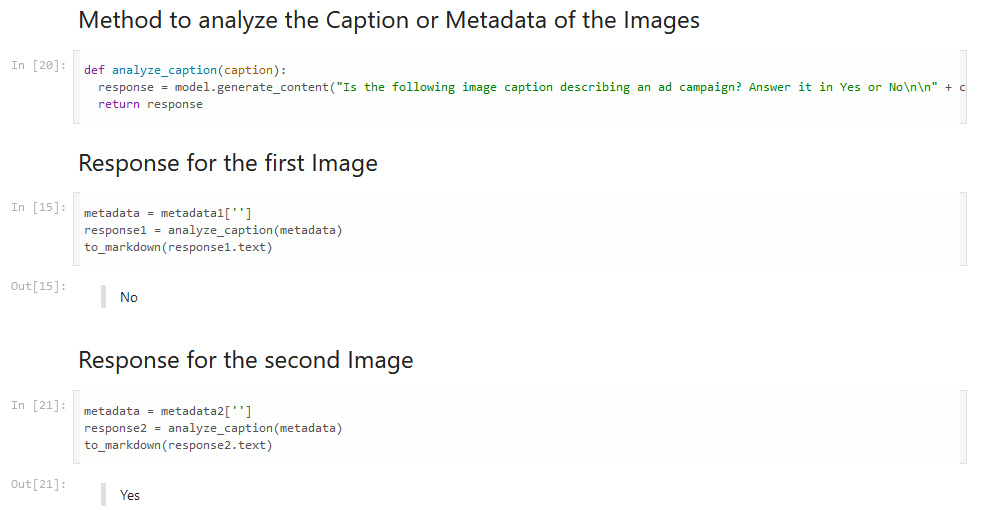 Method to analyze the Caption or Metadata of the Images
In [20]:
def analyze_caption(caption):
  response = model.generate_content("Is the following image caption describing an ad campaign? Answer it in Yes or No\n\n" + c
  return response
Response for the first Image
In [15]:
metadata = metadata1['']
response1 = analyze_caption(metadata)
to_markdown(response1.text)
Out[15]:
No
Response for the second Image
In [21]:
metadata = metadata2['']
response2 = analyze_caption(metadata)
to_markdown(response2.text)
Out[21]:
Yes